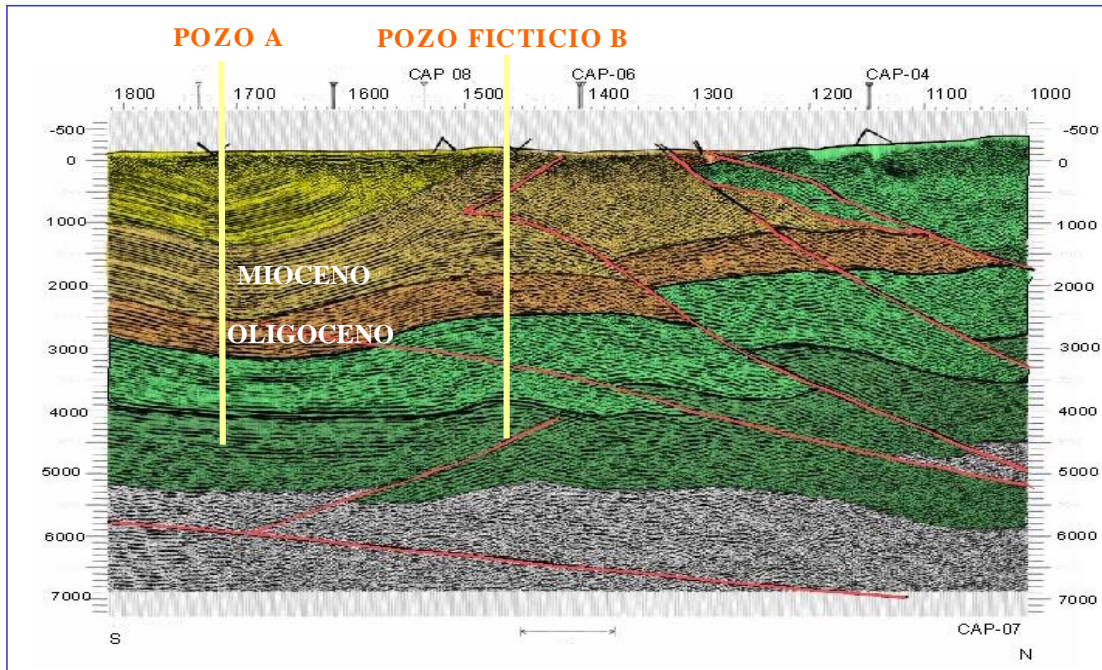 POZO A POZO FICTICIO B
CAP 08 CAP-06 CAP-04
1800 1700 1600 1500 1400 1300 1200 1100 1000
-500 -500
0 0
1000 1000
MIOCENO
2000 2000
OLIGOCENO
3000 3000
4000 4000
5000 5000
6000 6000
7000 7000
CAP-07
S N